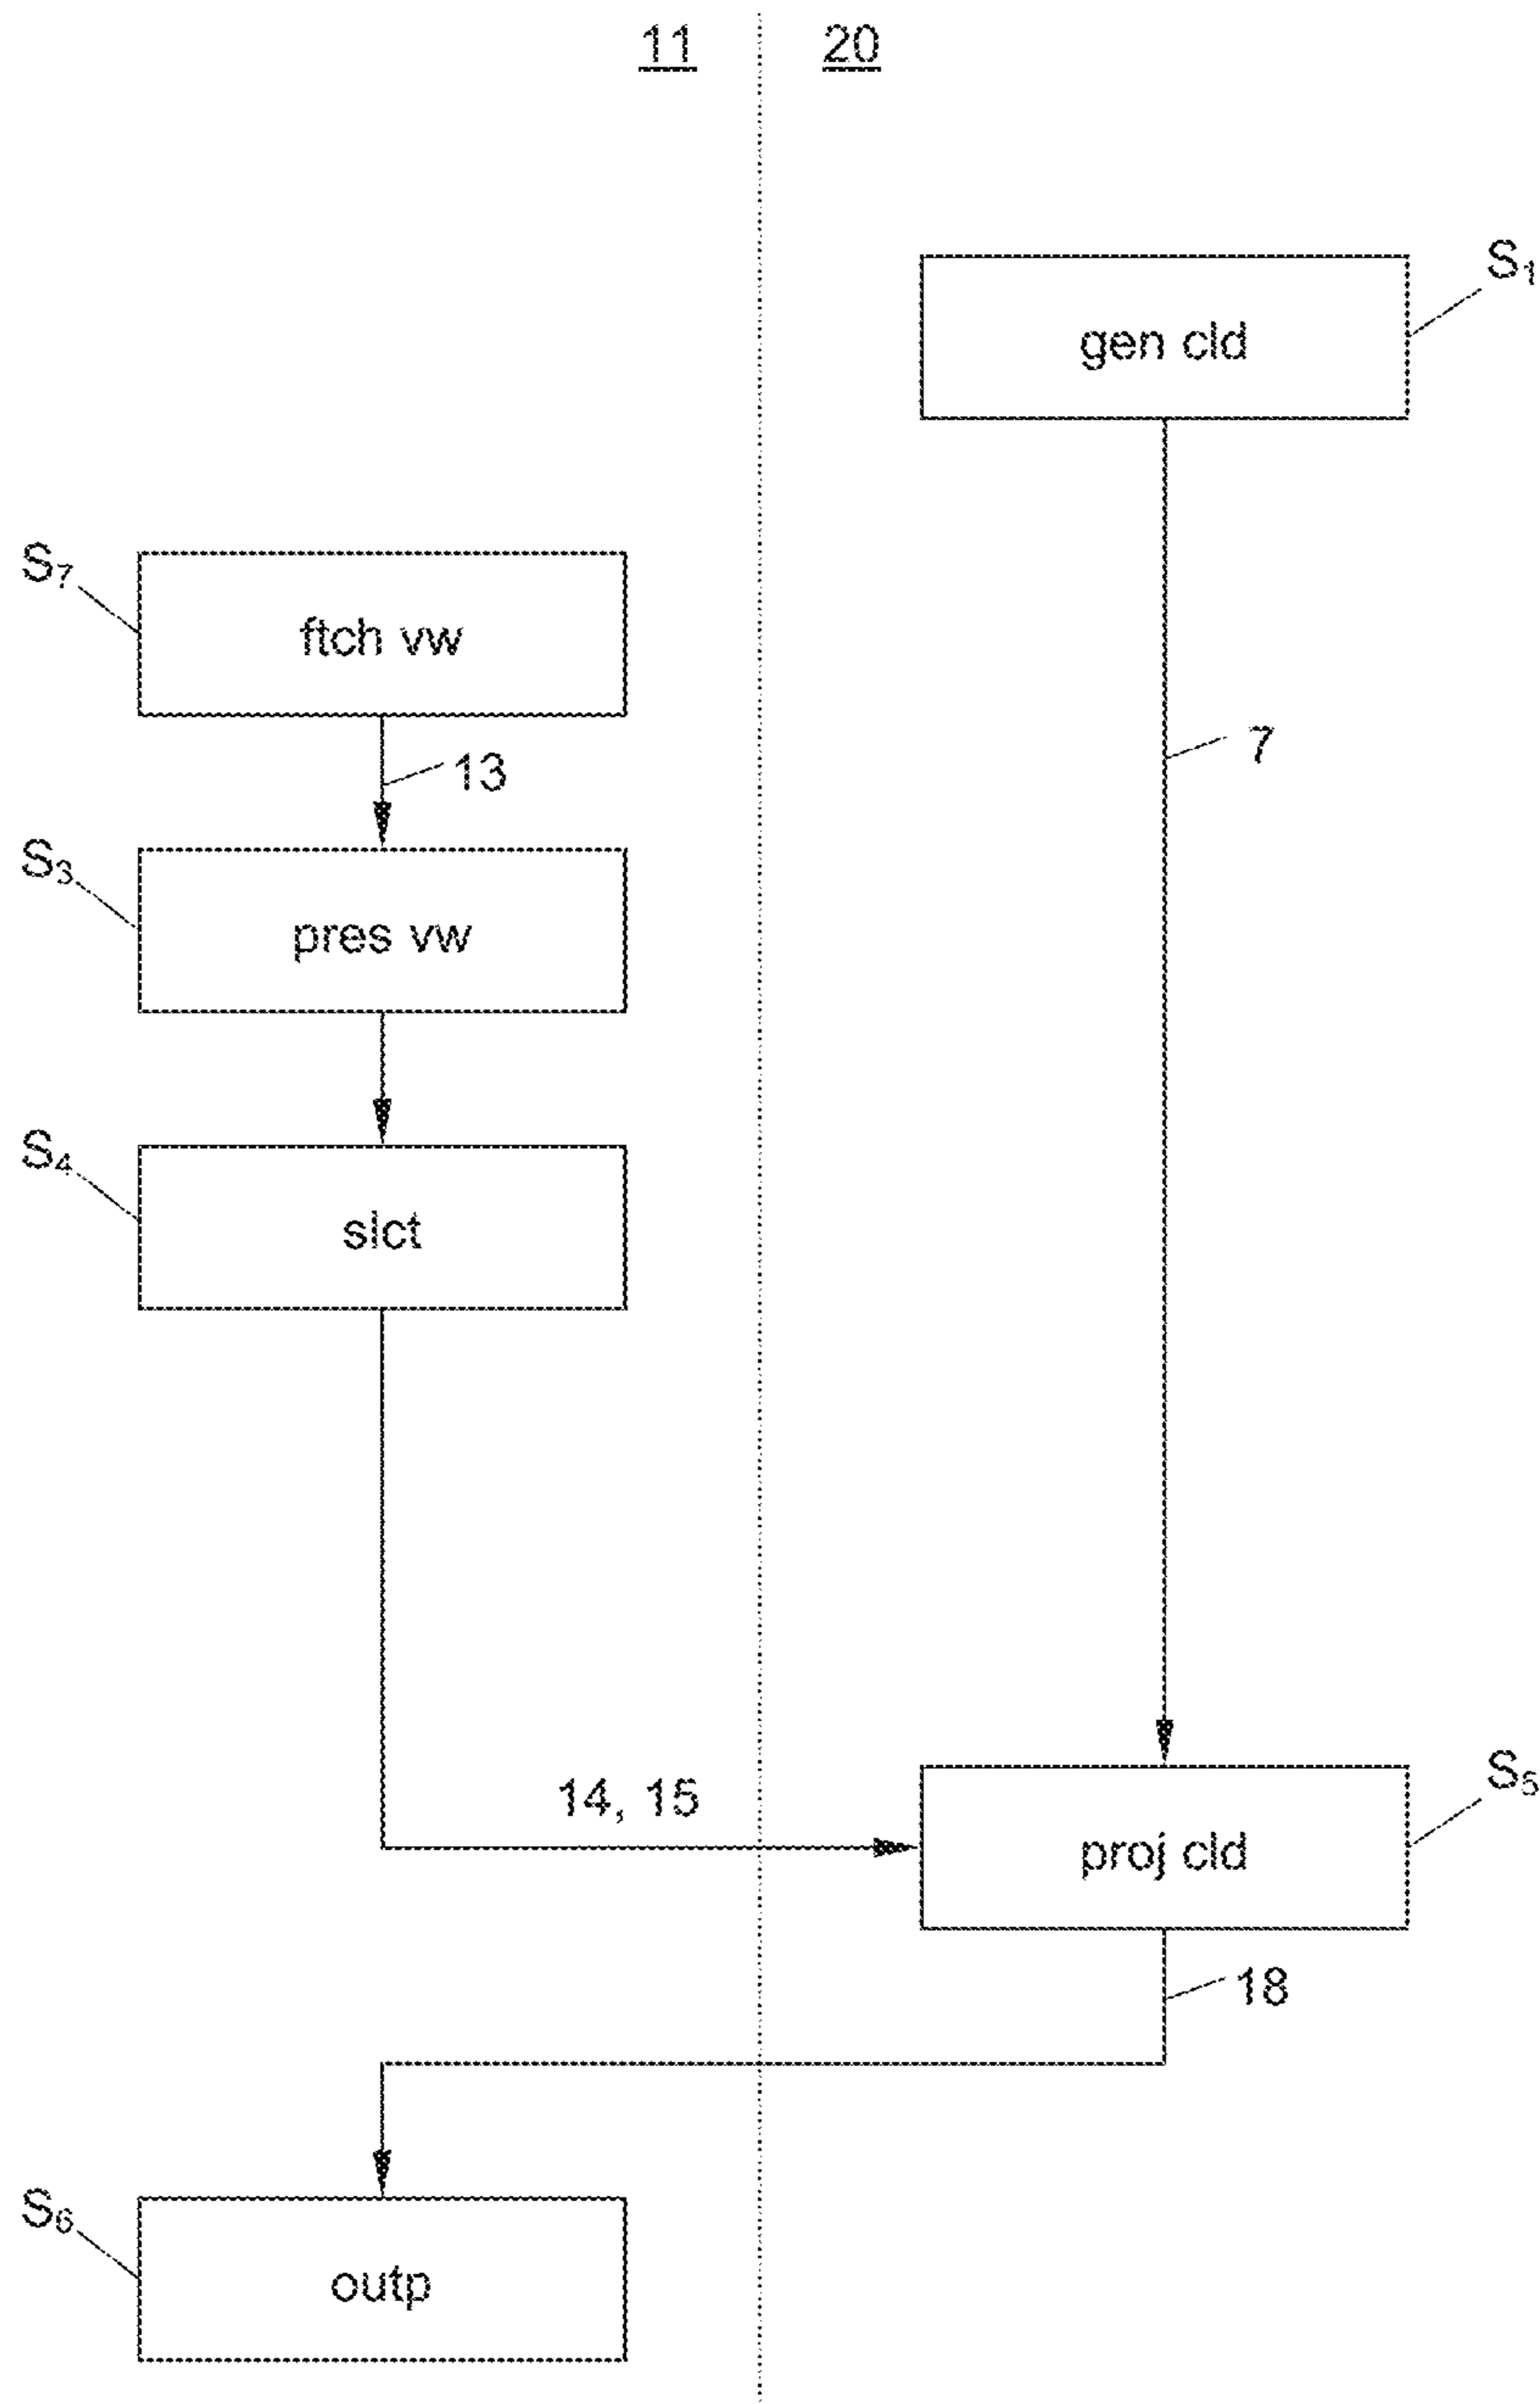 11 20
S₁
gen cld
S₇
ftch vw
7
13
S₃
pres vw
S₄
slct
S₅
14, 15
proj cld
18
S₆
outp